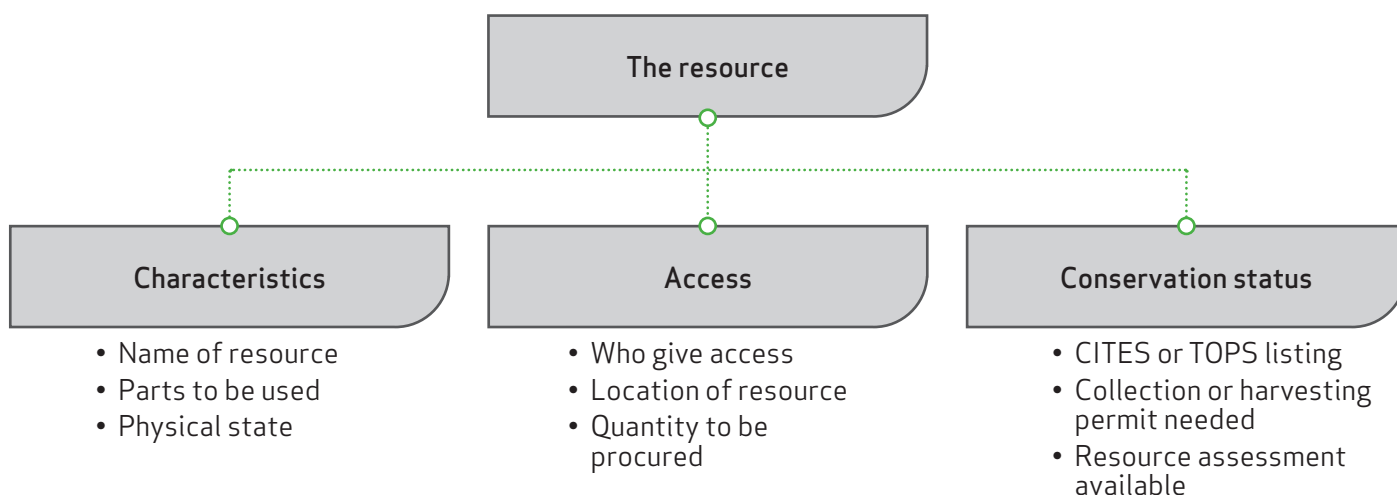 The resource
Characteristics
• Name of resource
• Parts to be used
• Physical state
Access
• Who give access
• Location of resource
• Quantity to be
procured
Conservation status
• CITES or TOPS listing
• Collection or harvesting
permit needed
• Resource assessment
available